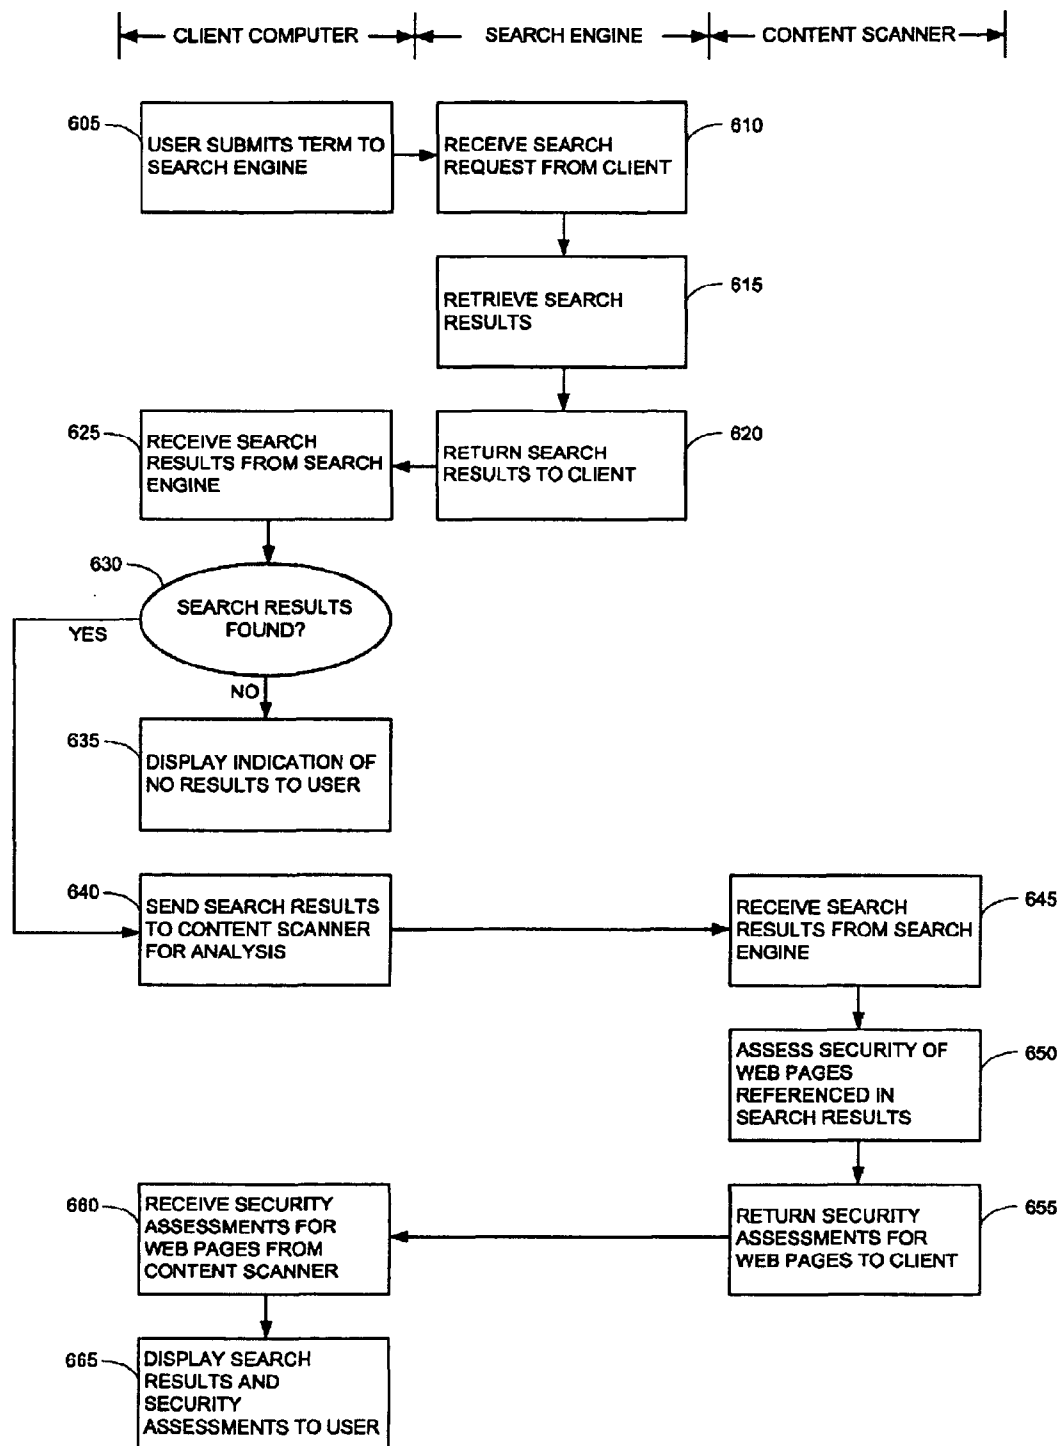 CLIENT COMPUTER
SEARCH ENGINE
CONTENT SCANNER
605
USER SUBMITS TERM TO
SEARCH ENGINE
RECEIVE SEARCH
REQUEST FROM CLIENT
610
RETRIEVE SEARCH
RESULTS
615
625
RECEIVE SEARCH
RESULTS FROM SEARCH
ENGINE
RETURN SEARCH
RESULTS TO CLIENT
620
630
SEARCH RESULTS
FOUND?
YES
NO
635
DISPLAY INDICATION OF
NO RESULTS TO USER
640
SEND SEARCH RESULTS
TO CONTENT SCANNER
FOR ANALYSIS
RECEIVE SEARCH
RESULTS FROM SEARCH
ENGINE
645
ASSESS SECURITY OF
WEB PAGES
REFERENCED IN
SEARCH RESULTS
650
660
RECEIVE SECURITY
ASSESSMENTS FOR
WEB PAGES FROM
CONTENT SCANNER
RETURN SECURITY
ASSESSMENTS FOR
WEB PAGES TO CLIENT
655
665
DISPLAY SEARCH
RESULTS AND
SECURITY
ASSESSMENTS TO USER